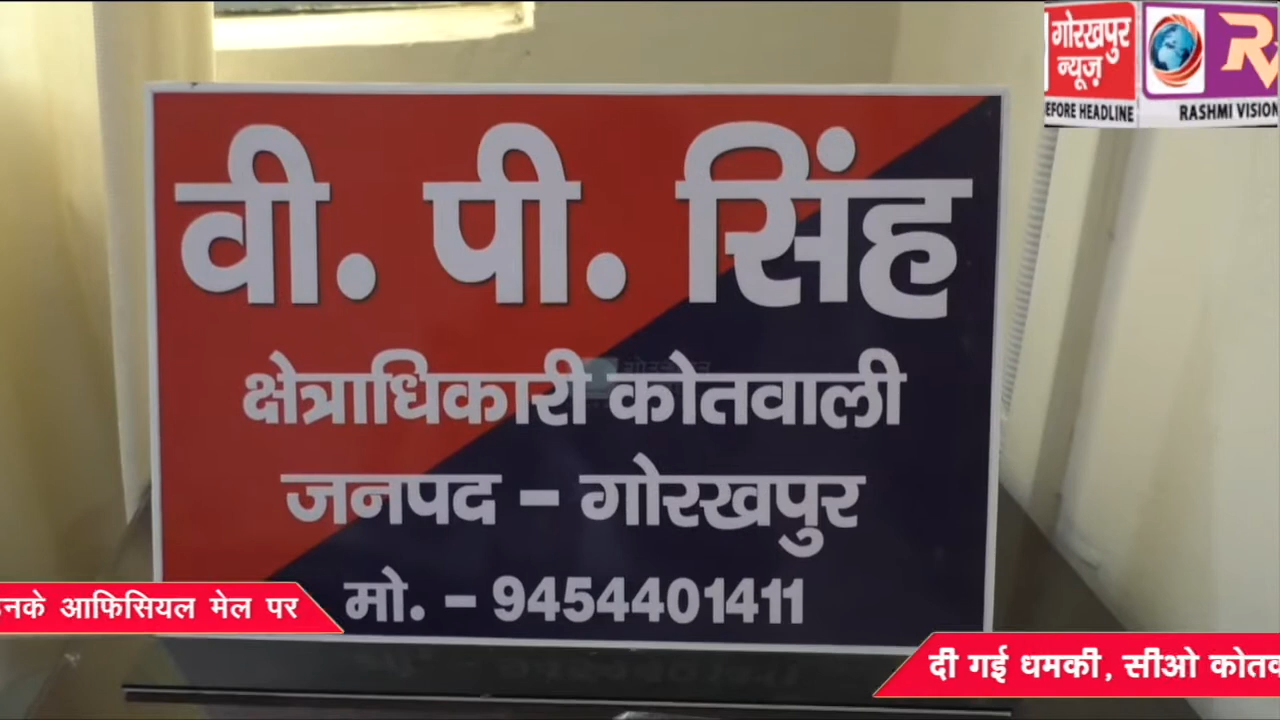 गोरखपुर
न्यूज़
EFORE HEADLINE
RASHMI VISION
वी. पी. सिंह
क्षेत्राधिकारी कोतवाली
जनपद – गोरखपुर
मो. – 9454401411
नके आफिसियल मेल पर
दी गई धमकी, सीओ कोतव